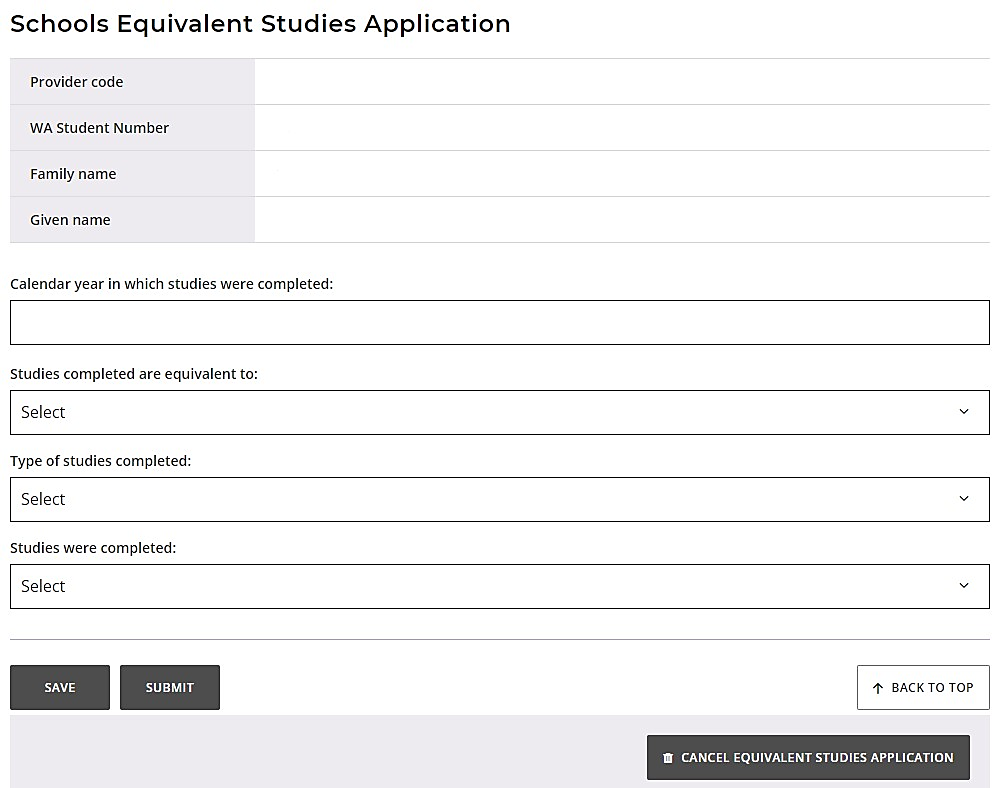 Schools Equivalent Studies Application
Provider code
WA Student Number
Family name
Given name
Calendar year in which studies were completed:
Studies completed are equivalent to:
Select
Type of studies completed:
Select
Studies were completed:
Select
SAVE SUBMIT BACK TO TOP
CANCEL EQUIVALENT STUDIES APPLICATION